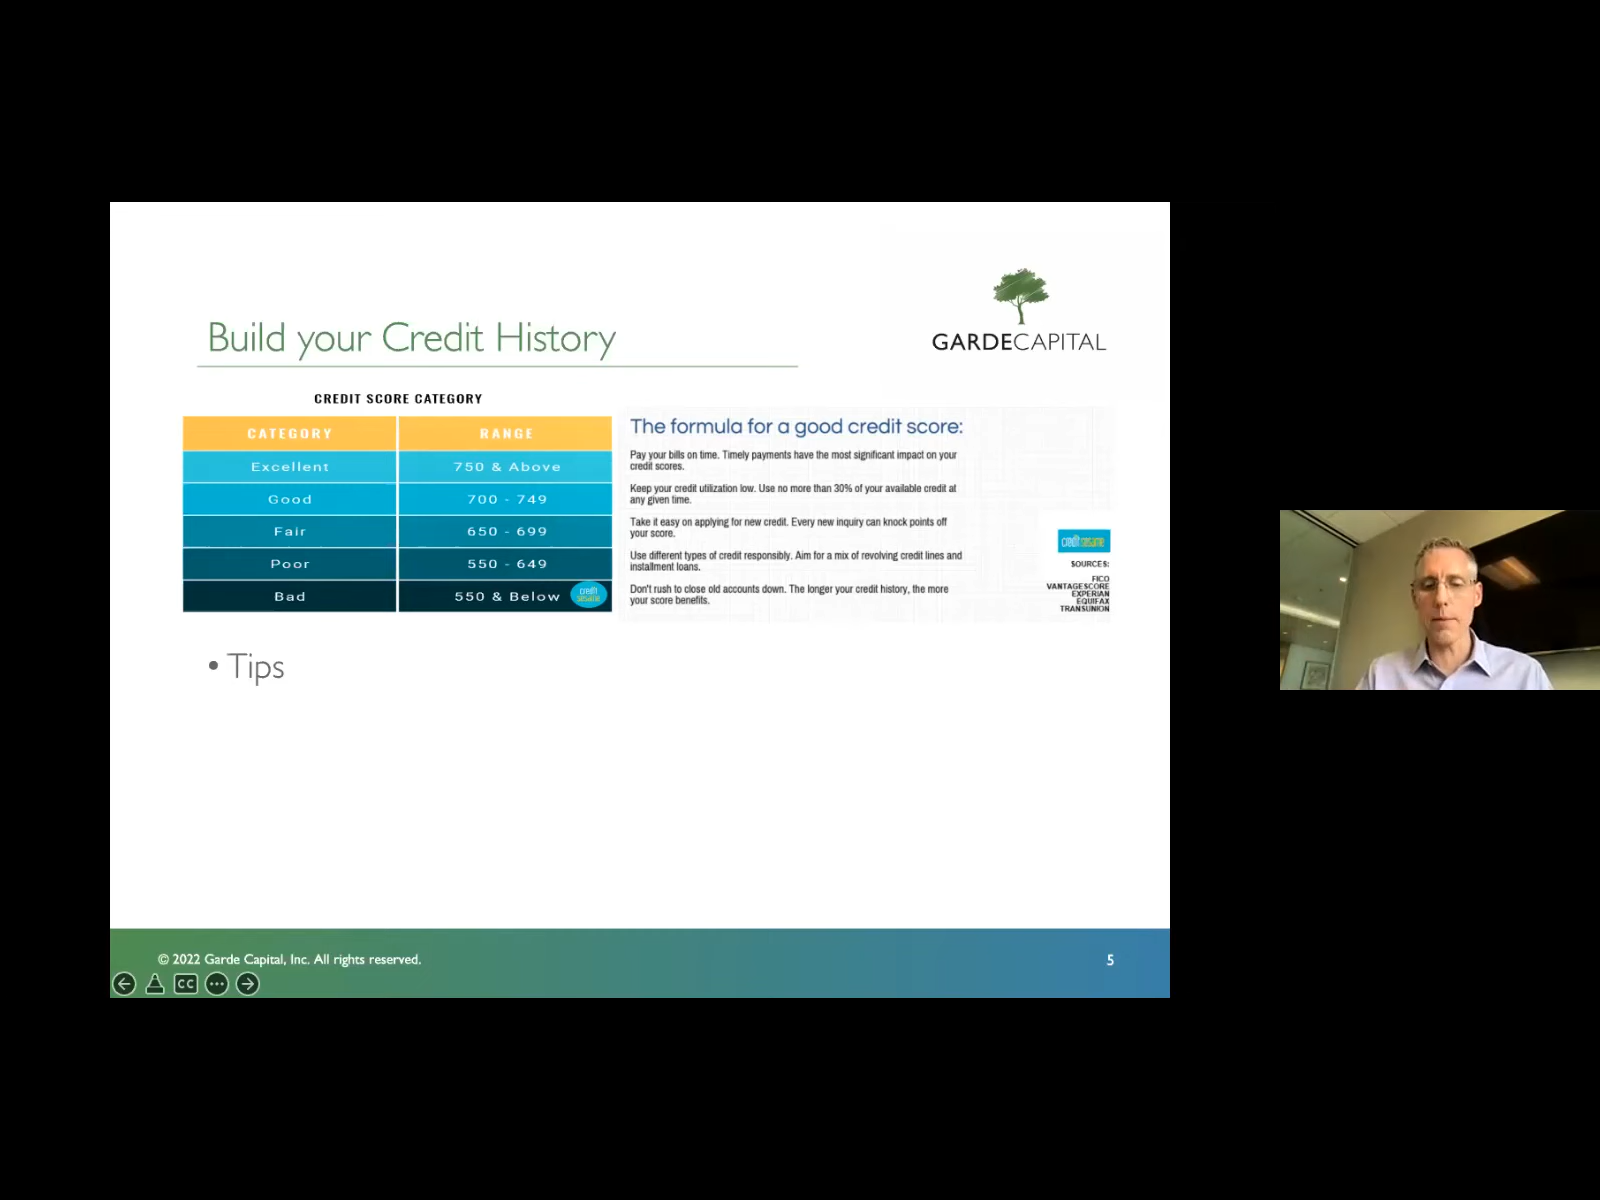 Build your Credit History
GARDECAPITAL
CREDIT SCORE CATEGORY
CATEGORY RANGE
Excellent 750 & Above
Good 700 - 749
Fair 650 - 699
Poor 550 - 649
Bad 550 & Below
credit
sesame
The formula for a good credit score:
Pay your bills on time. Timely payments have the most significant impact on your
credit scores.
Keep your credit utilization low. Use no more than 30% of your available credit at
any given time.
Take it easy on applying for new credit. Every new inquiry can knock points off
your score.
Use different types of credit responsibly. Aim for a mix of revolving credit lines and
installment loans.
Don't rush to close old accounts down. The longer your credit history, the more
your score benefits.
credit sesame
SOURCES:
FICO
VANTAGESCORE
EXPERIAN
EQUIFAX
TRANSUNION
• Tips
© 2022 Garde Capital, Inc. All rights reserved.
5
CC